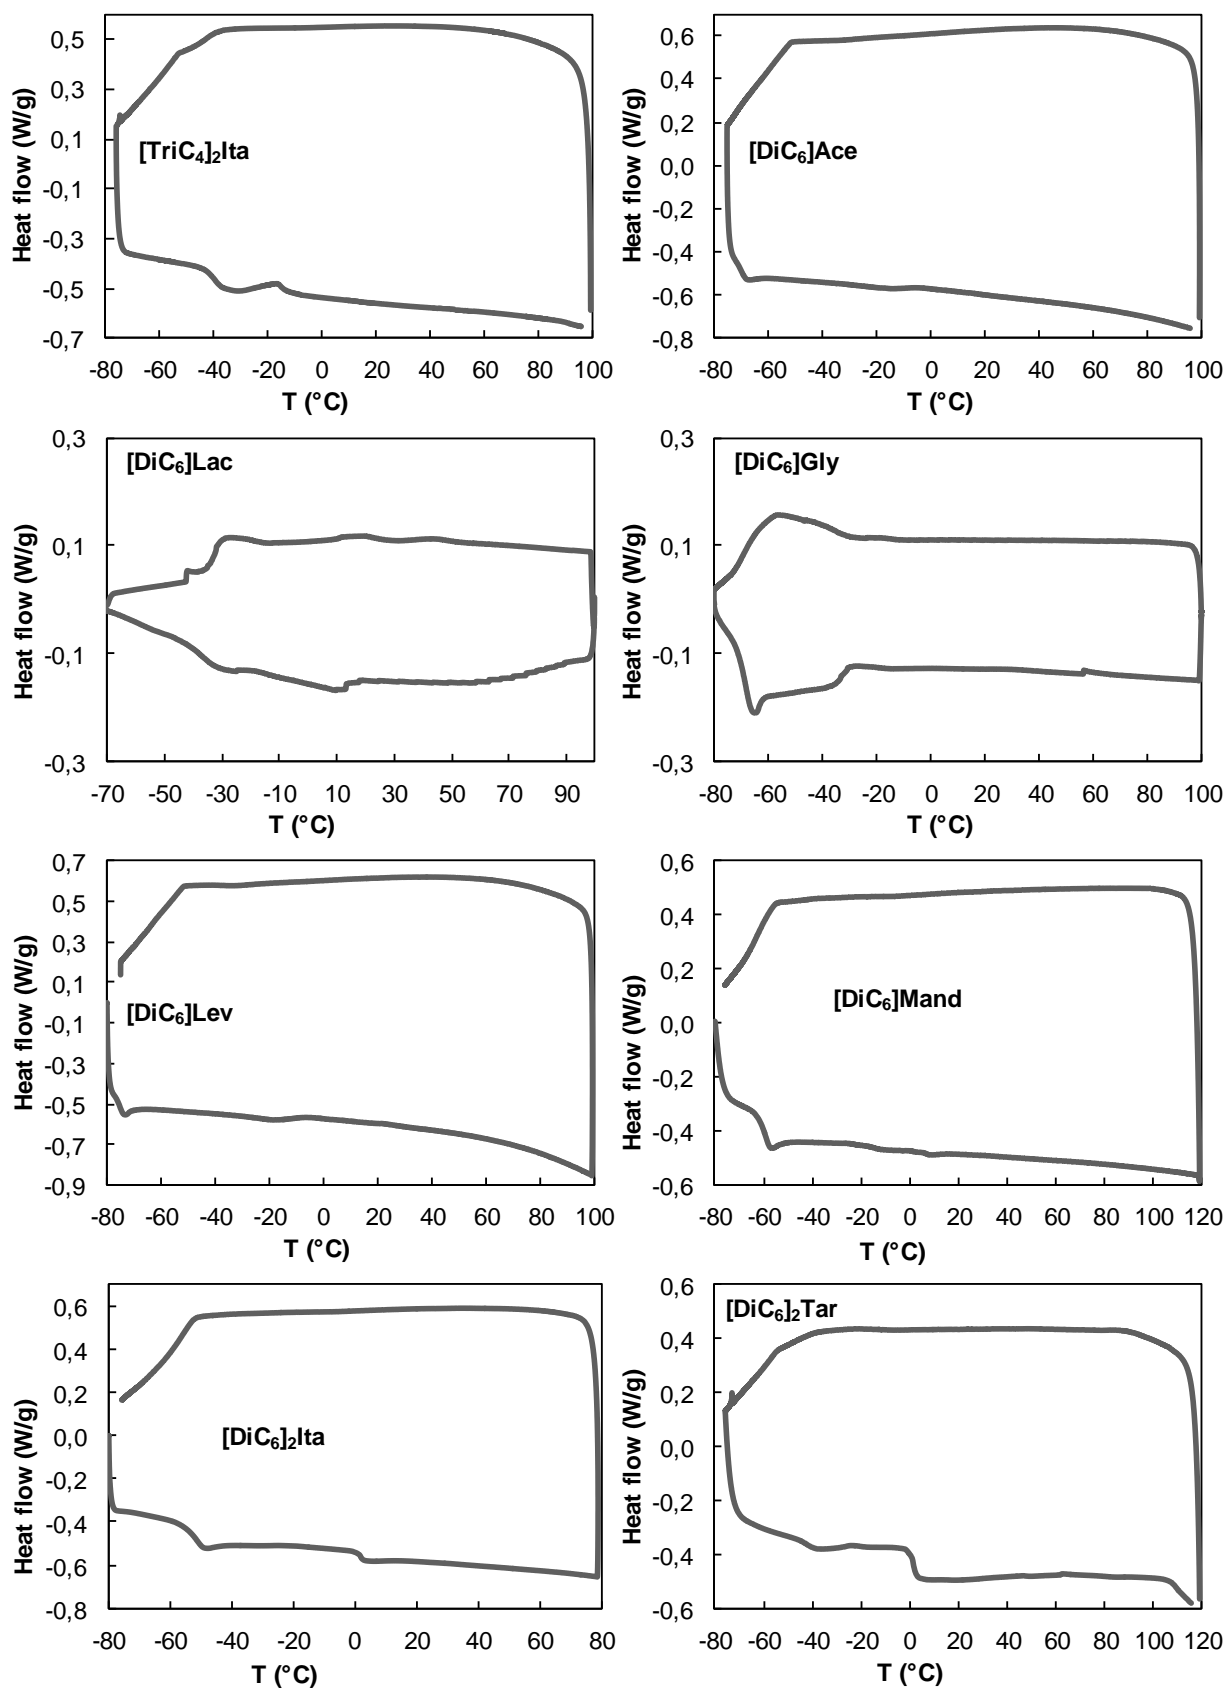 0,5
0,3
0,1
-0,1
-0,3
-0,5
-0,7
Heat flow (W/g)
[TriC4]2Ita
-80 -60 -40 -20 0 20 40 60 80 100
T (°C)
0,6
0,4
0,2
0,0
-0,2
-0,4
-0,6
-0,8
Heat flow (W/g)
[DiC6]Ace
-80 -60 -40 -20 0 20 40 60 80 100
T (°C)
0,3
0,1
-0,1
-0,3
Heat flow (W/g)
[DiC6]Lac
-70 -50 -30 -10 10 30 50 70 90
T (°C)
0,3
0,1
-0,1
-0,3
Heat flow (W/g)
[DiC6]Gly
-80 -60 -40 -20 0 20 40 60 80 100
T (°C)
0,7
0,5
0,3
0,1
-0,1
-0,3
-0,5
-0,7
-0,9
Heat flow (W/g)
[DiC6]Lev
-80 -60 -40 -20 0 20 40 60 80 100
T (°C)
0,6
0,4
0,2
0,0
-0,2
-0,4
-0,6
Heat flow (W/g)
[DiC6]Mand
-80 -60 -40 -20 0 20 40 60 80 100 120
T (°C)
0,6
0,4
0,2
0,0
-0,2
-0,4
-0,6
-0,8
Heat flow (W/g)
[DiC6]2Ita
-80 -60 -40 -20 0 20 40 60 80
T (°C)
0,6
0,4
0,2
0,0
-0,2
-0,4
-0,6
Heat flow (W/g)
[DiC6]2Tar
-80 -60 -40 -20 0 20 40 60 80 100 120
T (°C)